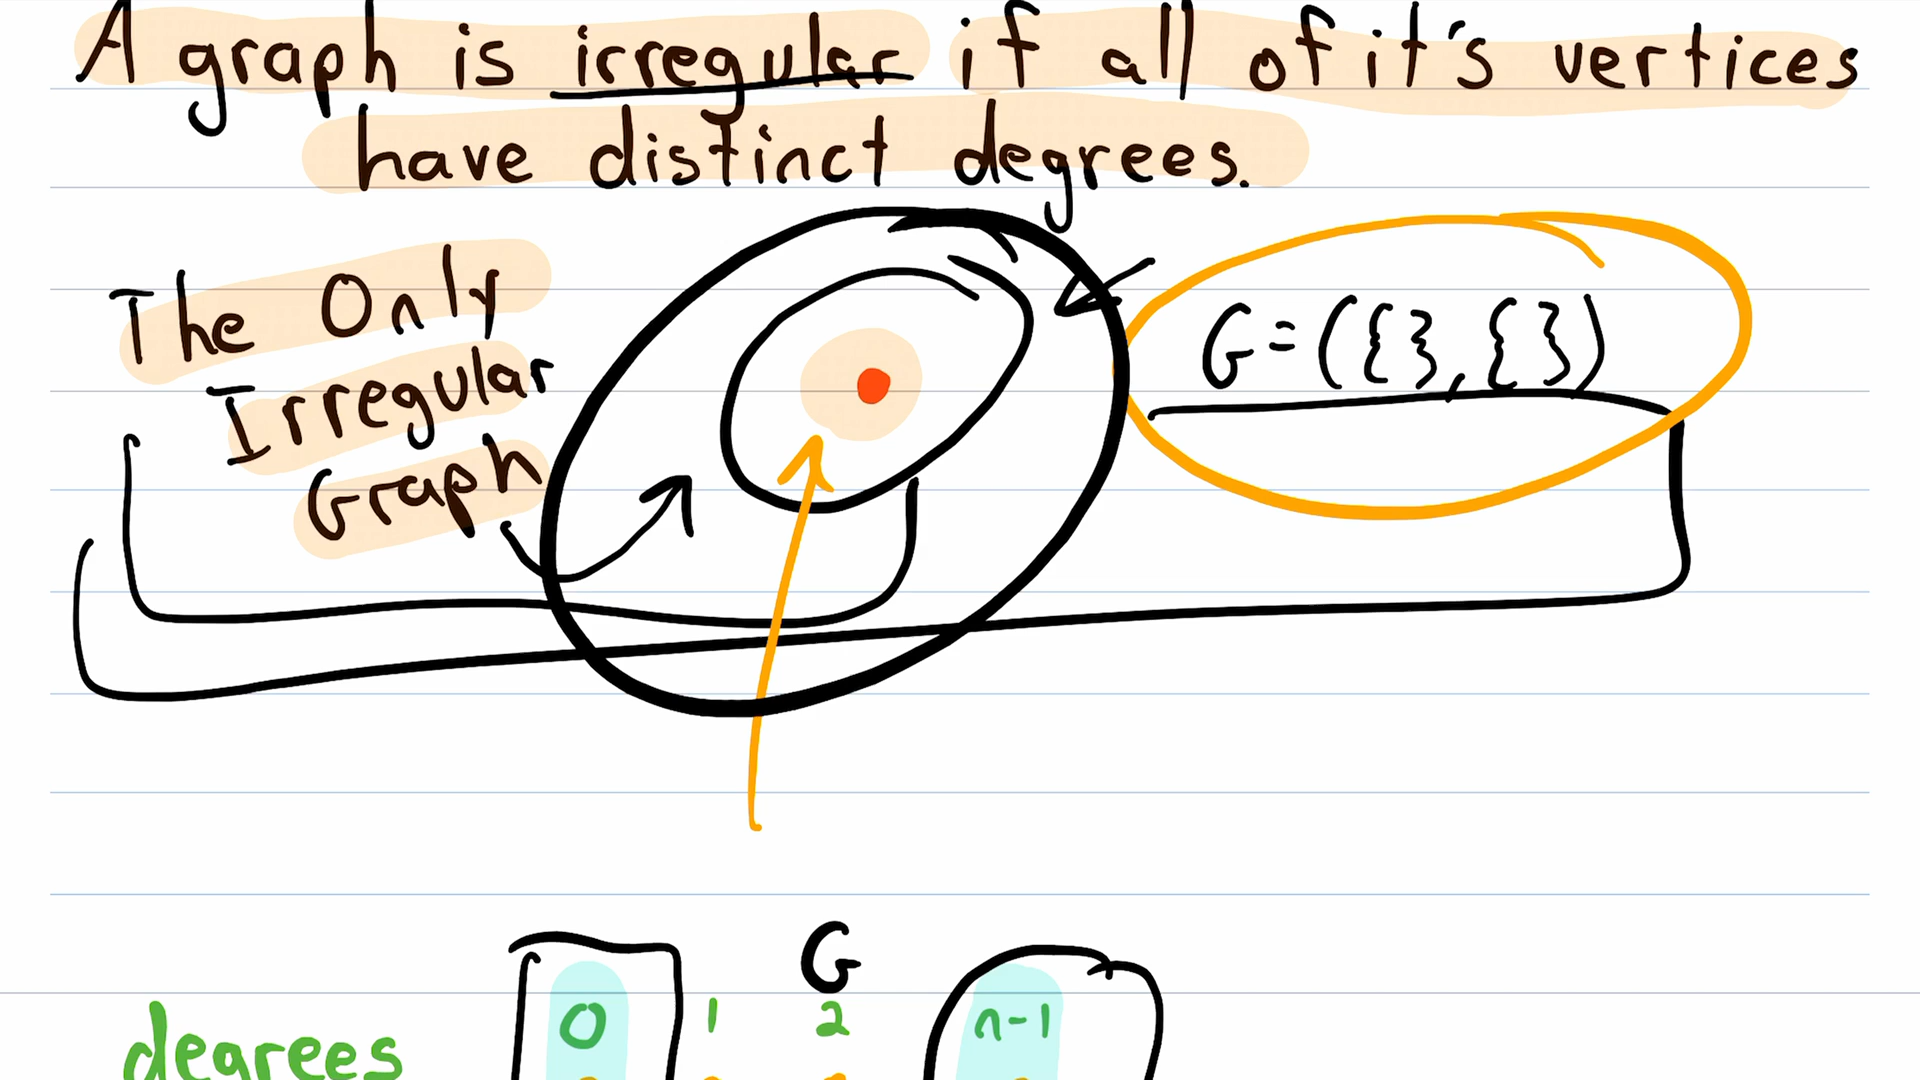 A graph is irregular if all of it's vertices
have distinct degrees.
The Only
Irregular
Graph
G=({},{})
G
degrees 0 1 2 n-1